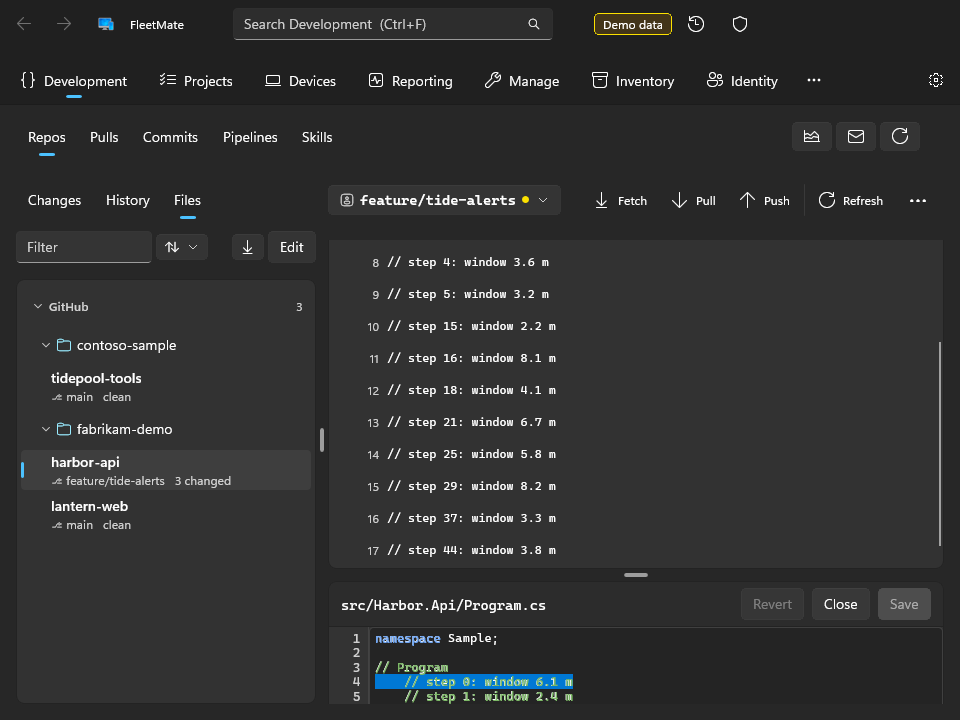 FleetMate
Search Development (Ctrl+F)
Demo data
Development
Projects
Devices
Reporting
Manage
Inventory
Identity
Repos
Pulls
Commits
Pipelines
Skills
Changes
History
Files
feature/tide-alerts
Fetch
Pull
Push
Refresh
Filter
Edit
GitHub 3
contoso-sample
tidepool-tools
main clean
fabrikam-demo
harbor-api
feature/tide-alerts 3 changed
lantern-web
main clean
8 // step 4: window 3.6 m
9 // step 5: window 3.2 m
10 // step 15: window 2.2 m
11 // step 16: window 8.1 m
12 // step 18: window 4.1 m
13 // step 21: window 6.7 m
14 // step 25: window 5.8 m
15 // step 29: window 8.2 m
16 // step 37: window 3.3 m
17 // step 44: window 3.8 m
src/Harbor.Api/Program.cs
Revert
Close
Save
1 namespace Sample;
2
3 // Program
4 // step 0: window 6.1 m
5 // step 1: window 2.4 m